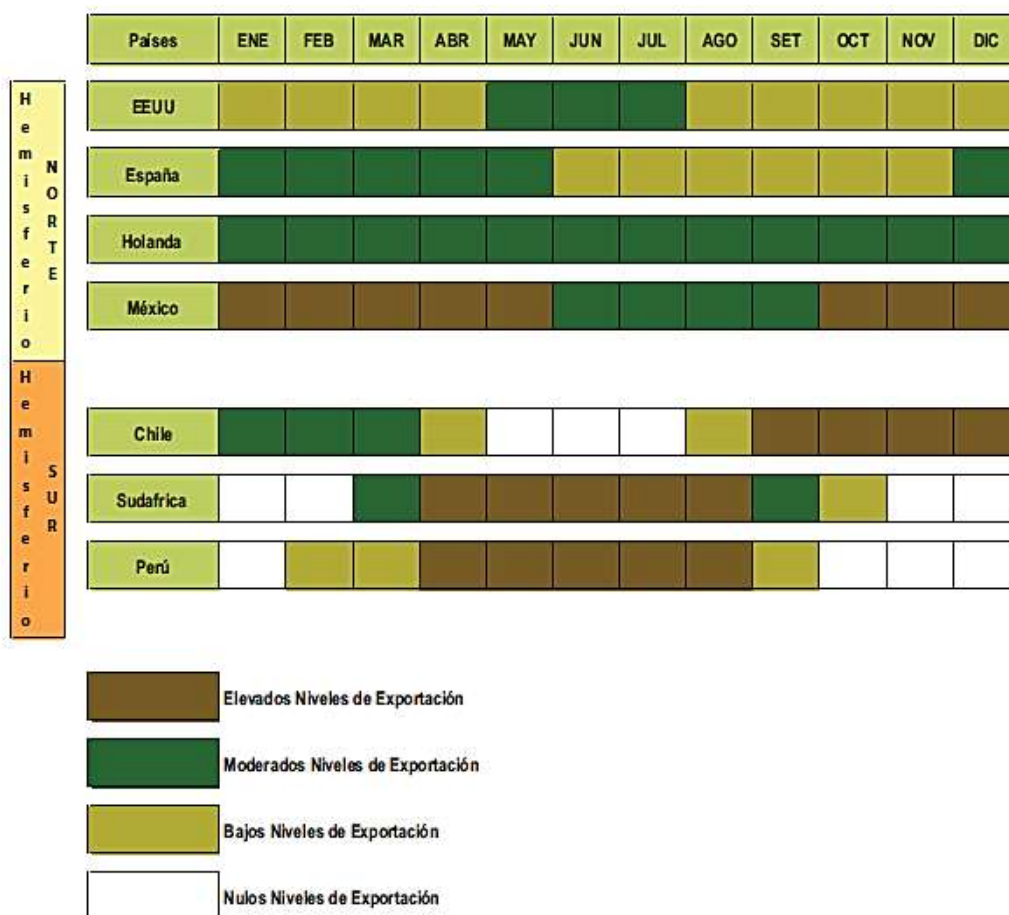 Países ENE FEB MAR ABR MAY JUN JUL AGO SET OCT NOV DIC
Hemisferio NORTE
EEUU
España
Holanda
México
Hemisferio SUR
Chile
Sudafrica
Perú
Elevados Niveles de Exportación
Moderados Niveles de Exportación
Bajos Niveles de Exportación
Nulos Niveles de Exportación